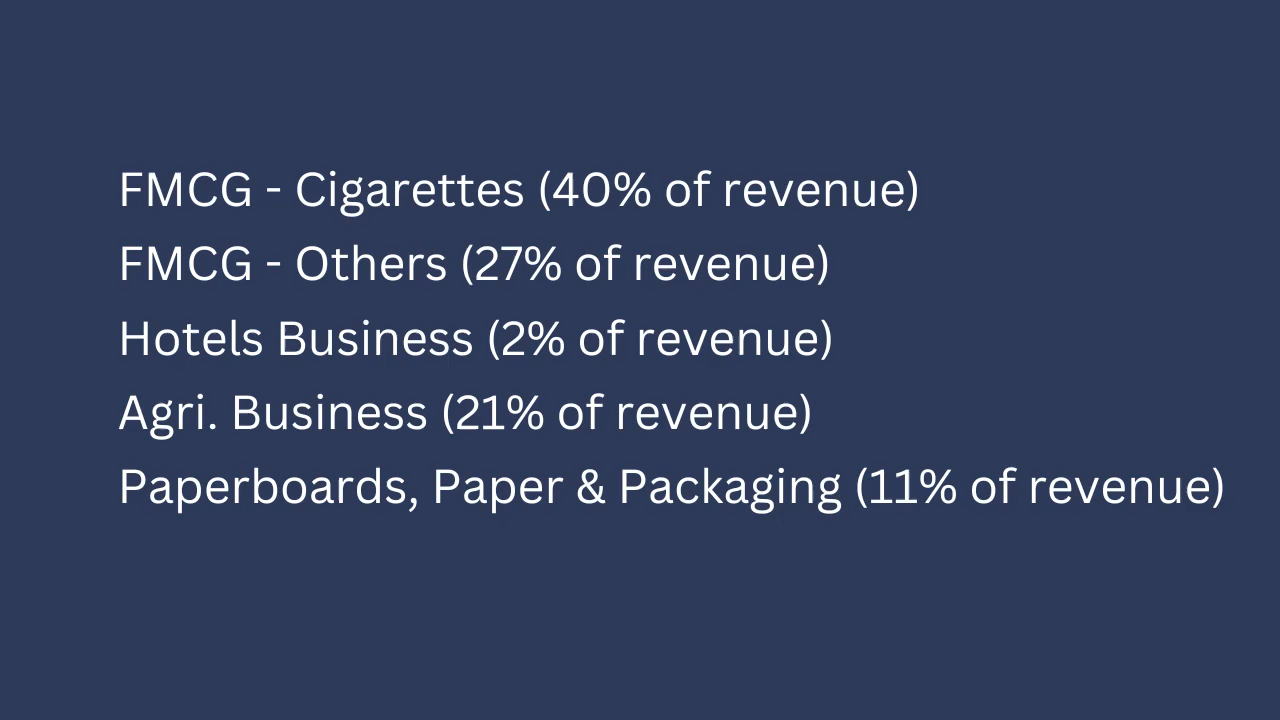 FMCG - Cigarettes (40% of revenue)
FMCG - Others (27% of revenue)
Hotels Business (2% of revenue)
Agri. Business (21% of revenue)
Paperboards, Paper & Packaging (11% of revenue)